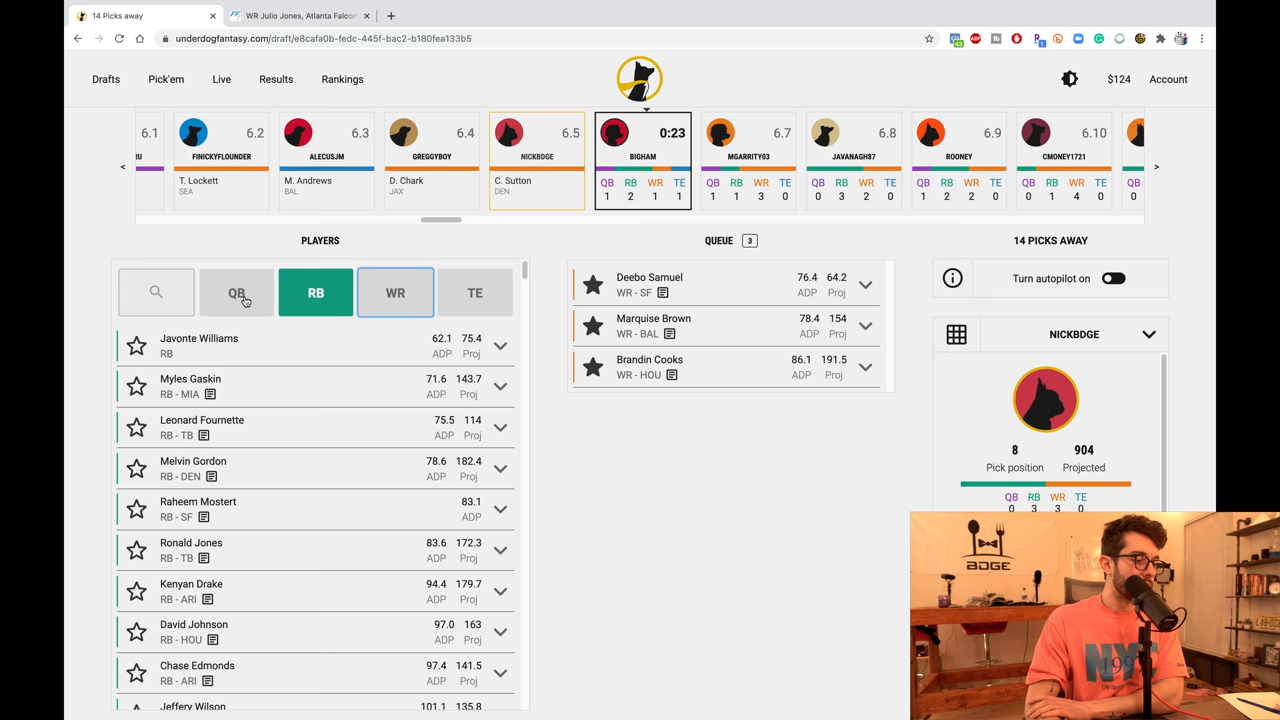 14 Picks away
WR Julio Jones, Atlanta Falcon
underdogfantasy.com/draft/e8cafa0b-fedc-445f-bac2-b180fea133b5
43
ABP
1
Drafts
Pick'em
Live
Results
Rankings
$124
Account
6.1
6.2
FINICKYFLOUNDER
T. Lockett
SEA
6.3
ALECUSJM
M. Andrews
BAL
6.4
GREGGYBOY
D. Chark
JAX
6.5
NICKBDGE
C. Sutton
DEN
0:23
BIGHAM
QB RB WR TE
1 2 1 1
6.7
MGARRITY03
QB RB WR TE
1 1 3 0
6.8
JAVANAGH87
QB RB WR TE
0 3 2 0
6.9
ROONEY
QB RB WR TE
1 2 2 0
6.10
CMONEY1721
QB RB WR TE
0 1 4 0
QB
0
PLAYERS
QB
RB
WR
TE
Javonte Williams 62.1 75.4
RB ADP Proj
Myles Gaskin 71.6 143.7
RB - MIA ADP Proj
Leonard Fournette 75.5 114
RB - TB ADP Proj
Melvin Gordon 78.6 182.4
RB - DEN ADP Proj
Raheem Mostert 83.1
RB - SF ADP
Ronald Jones 83.6 172.3
RB - TB ADP Proj
Kenyan Drake 94.4 179.7
RB - ARI ADP Proj
David Johnson 97.0 163
RB - HOU ADP Proj
Chase Edmonds 97.4 141.5
RB - ARI ADP Proj
Jeffery Wilson 101.1 135.8
QUEUE 3
Deebo Samuel 76.4 64.2
WR - SF ADP Proj
Marquise Brown 78.4 154
WR - BAL ADP Proj
Brandin Cooks 86.1 191.5
WR - HOU ADP Proj
14 PICKS AWAY
Turn autopilot on
NICKBDGE
8 904
Pick position Projected
QB RB WR TE
0 3 3 0
BDGE
NYC
199